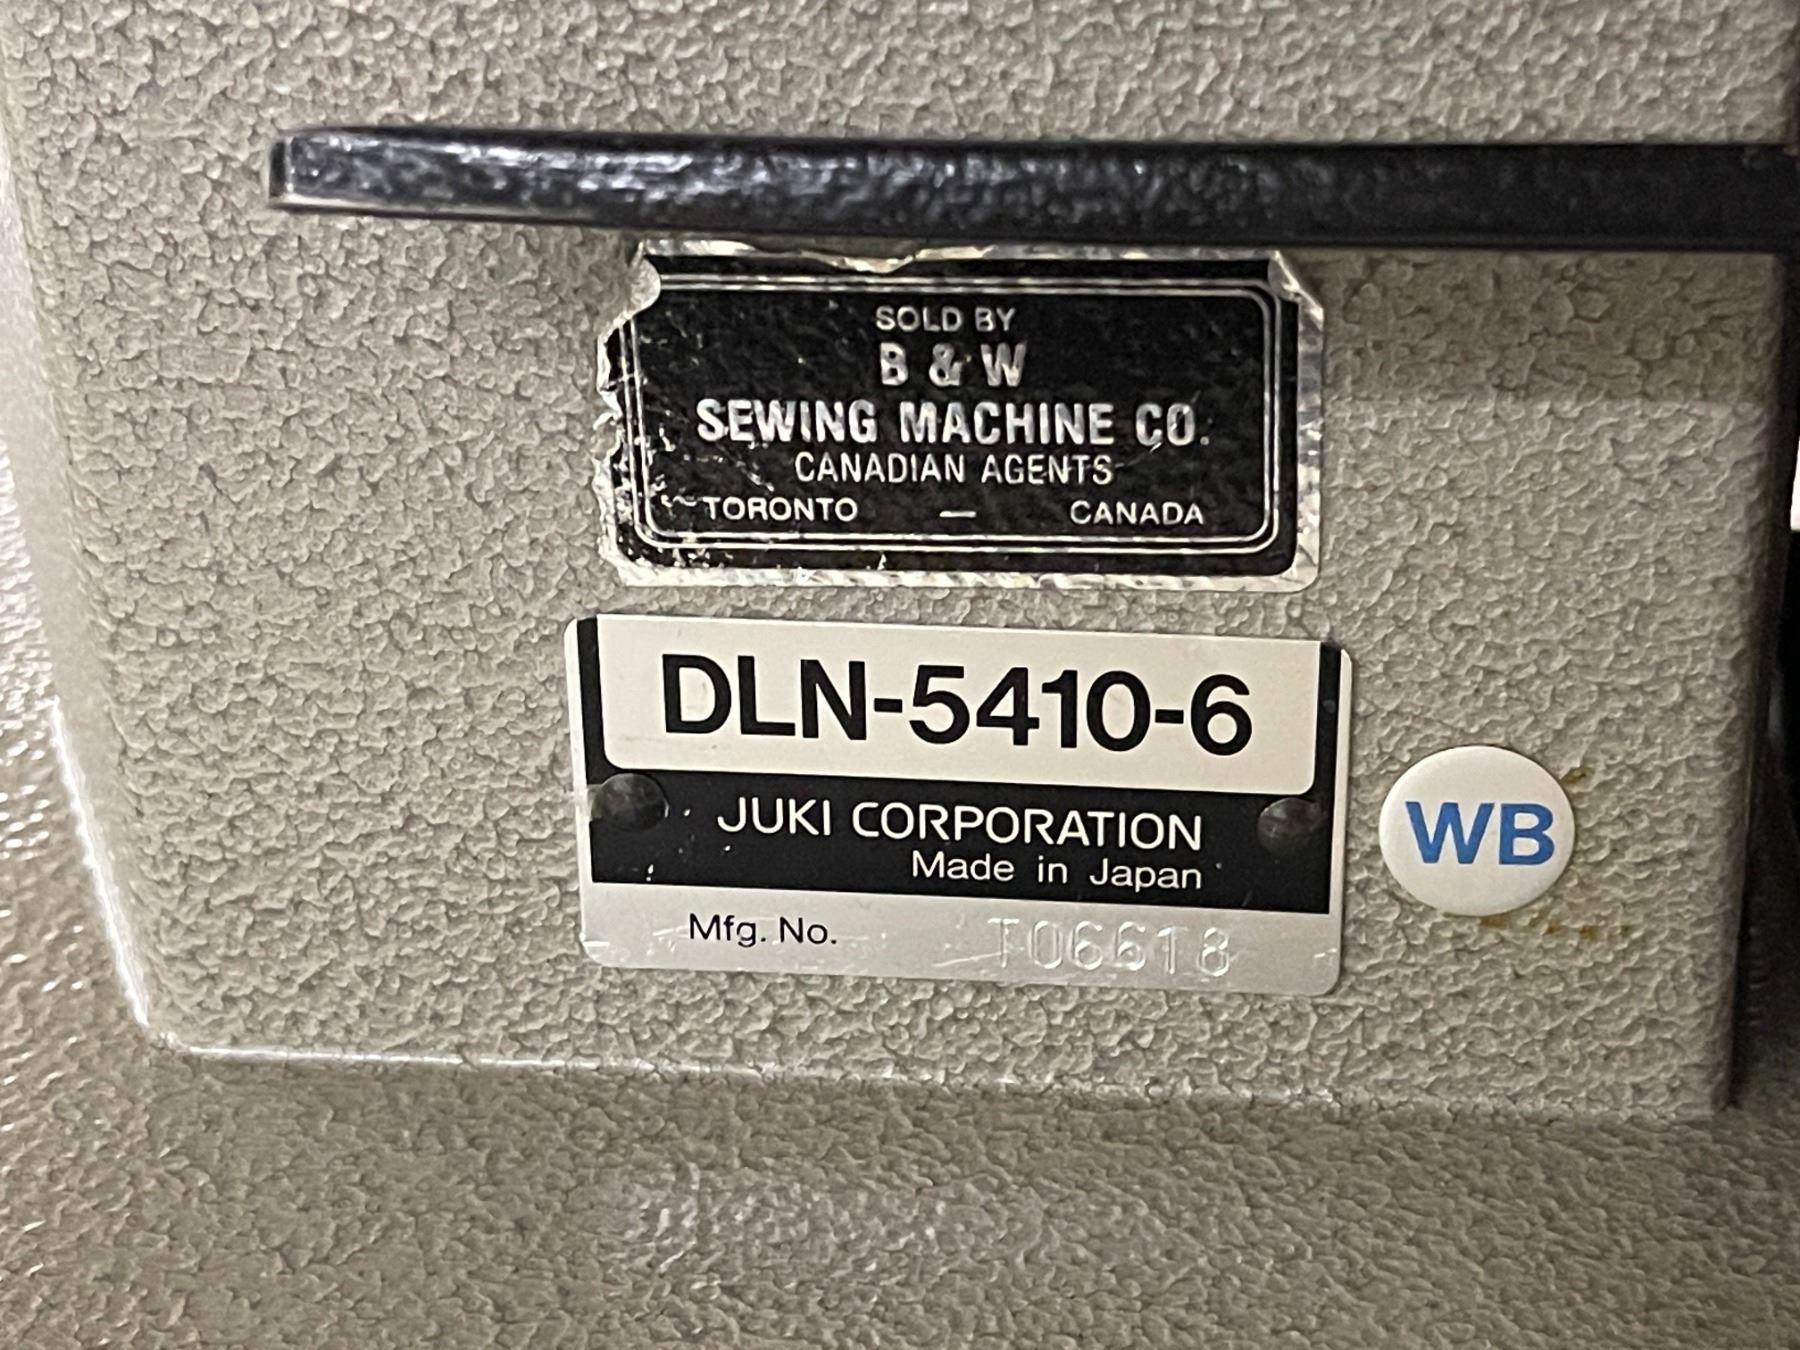 SOLD BY
B & W
SEWING MACHINE CO.
CANADIAN AGENTS
TORONTO — CANADA
DLN-5410-6
JUKI CORPORATION
Made in Japan
Mfg. No. T06618
WB